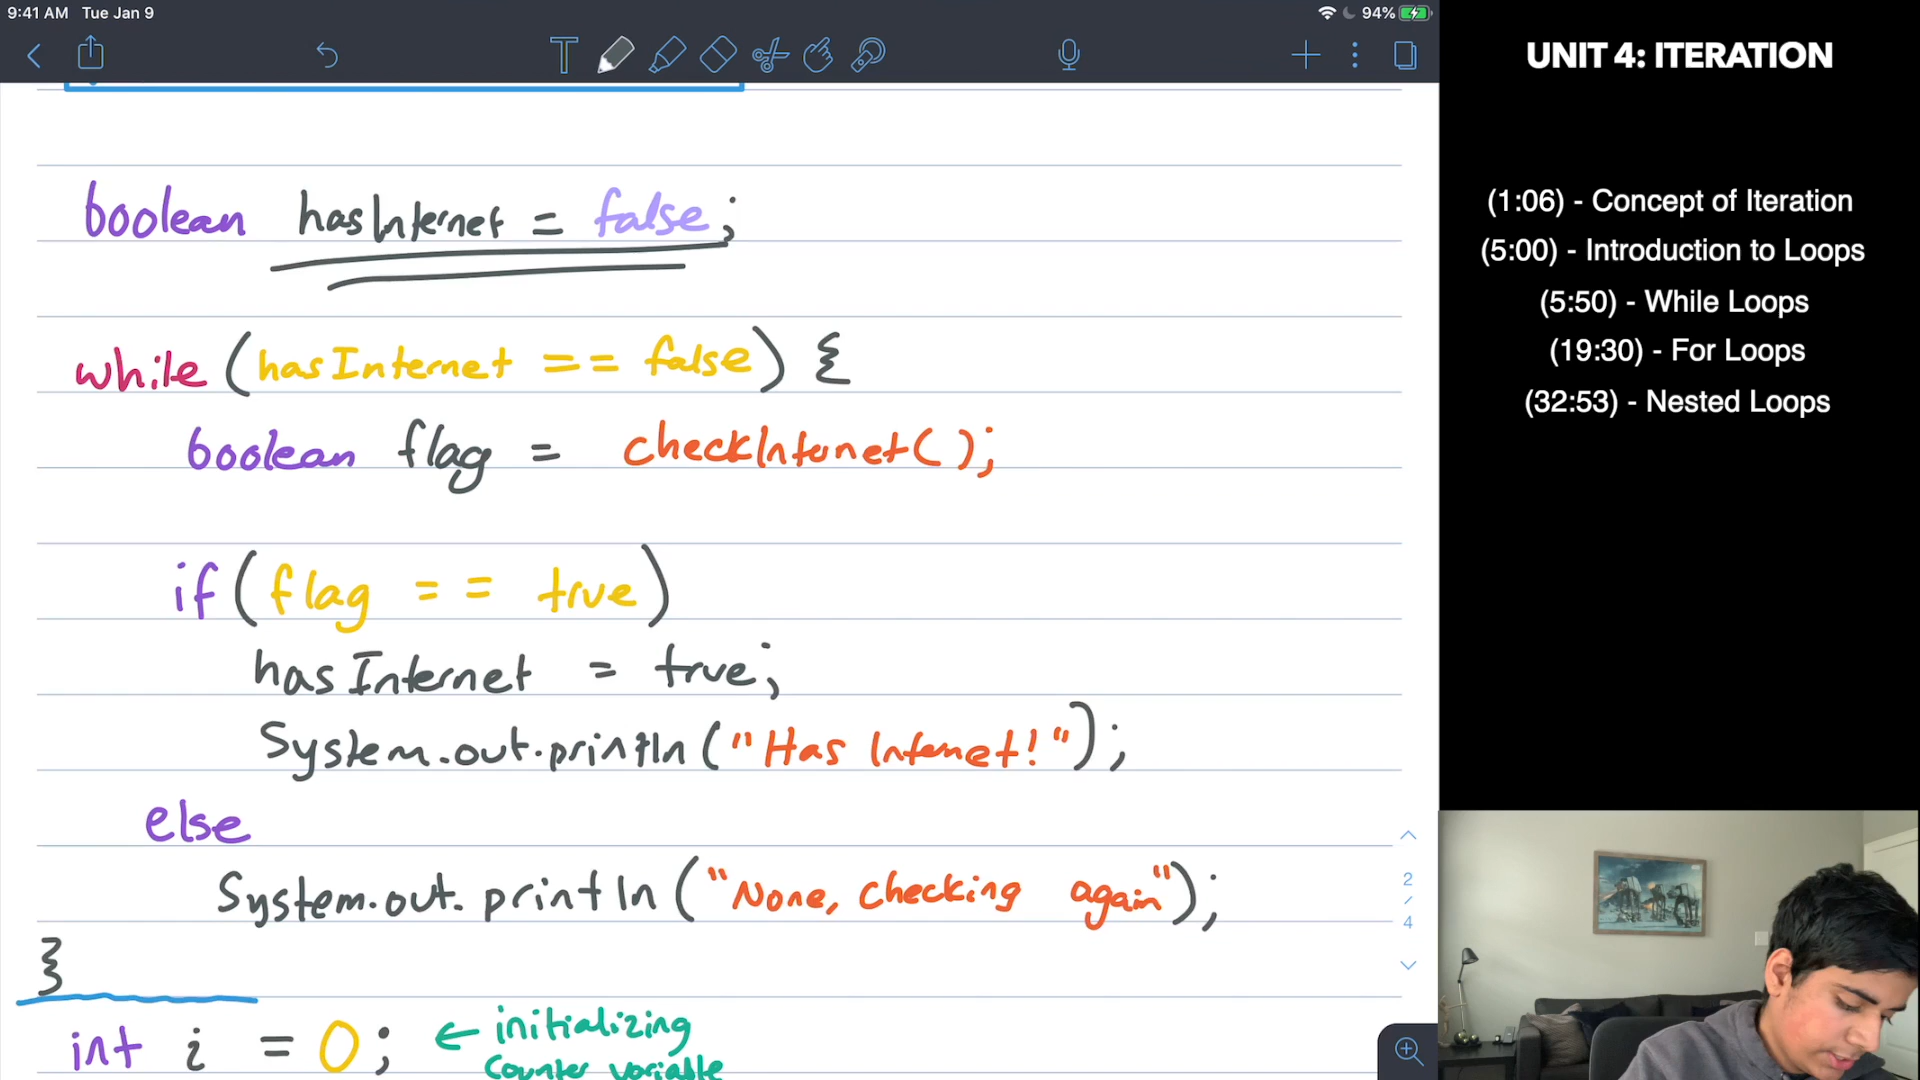 9:41 AM Tue Jan 9
94%
UNIT 4: ITERATION
(1:06) - Concept of Iteration
(5:00) - Introduction to Loops
(5:50) - While Loops
(19:30) - For Loops
(32:53) - Nested Loops
boolean hasInternet = false;
while (hasInternet == false) {
boolean flag = checkInternet();
if (flag == true)
hasInternet = true;
System.out.println("Has Internet!");
else
System.out.println("None, checking again");
}
int i = 0; ← initializing
counter variable
2
/
4